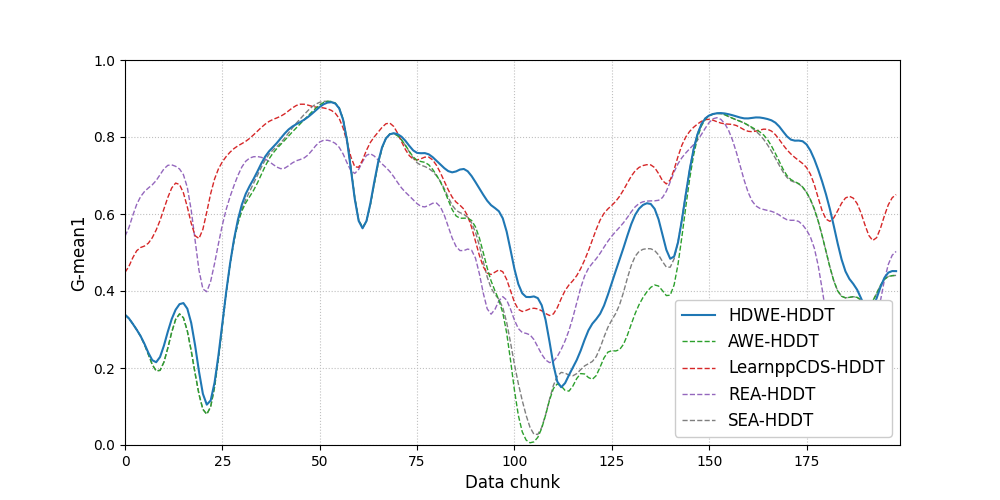 1.0
0.8
0.6
0.4
0.2
0.0
G-mean1
0 25 50 75 100 125 150 175
Data chunk
HDWE-HDDT
AWE-HDDT
LearnppCDS-HDDT
REA-HDDT
SEA-HDDT